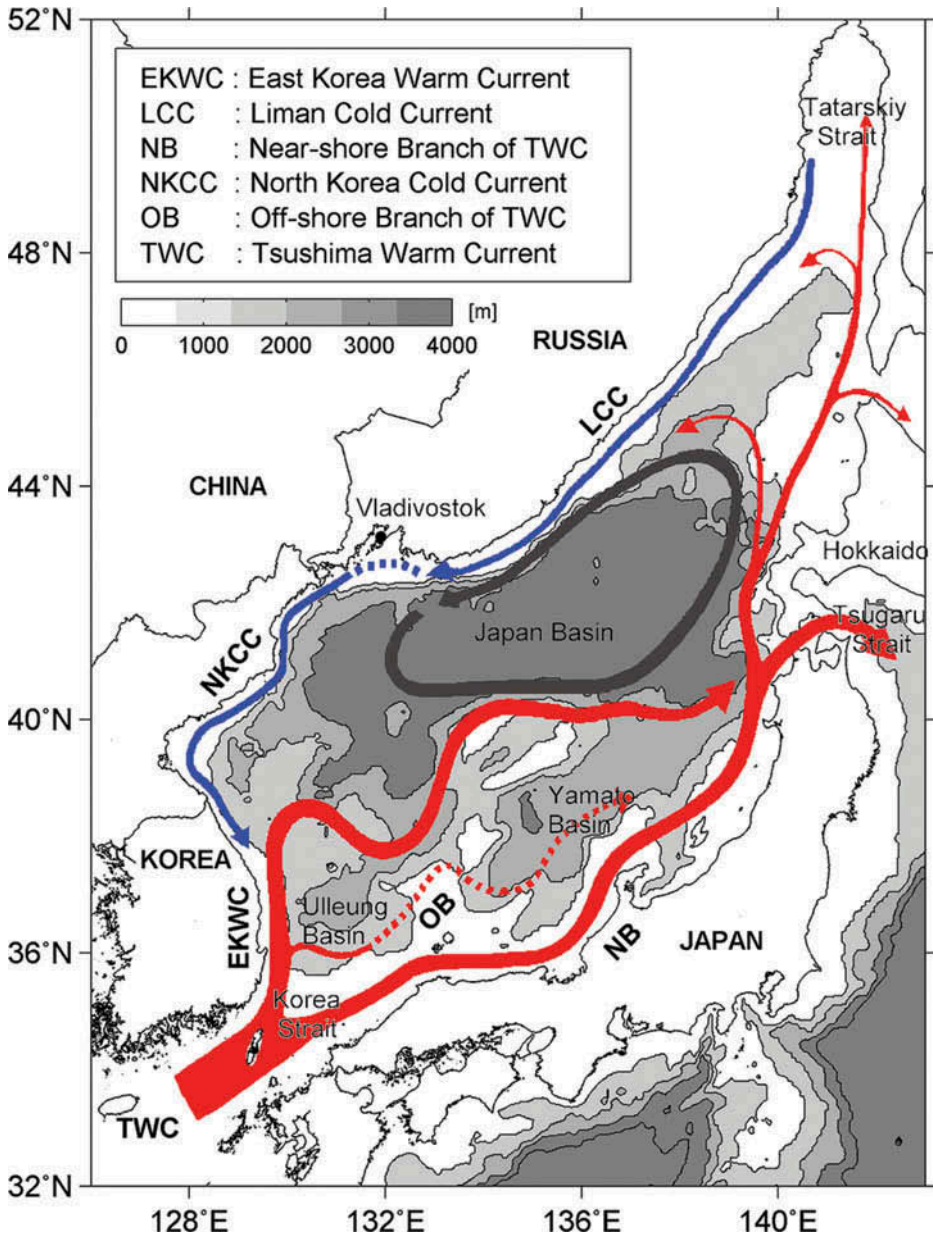 52˚N
EKWC : East Korea Warm Current
LCC : Liman Cold Current
NB : Near-shore Branch of TWC
NKCC : North Korea Cold Current
OB : Off-shore Branch of TWC
TWC : Tsushima Warm Current
Tatarskiy
Strait
48˚N
[m]
0 1000 2000 3000 4000
RUSSIA
LCC
44˚N
CHINA
Vladivostok
Hokkaido
Tsugaru
Strait
Japan Basin
NKCC
40˚N
Yamato
Basin
KOREA
EKWC
Ulleung
Basin
OB
NB
JAPAN
36˚N
Korea
Strait
TWC
32˚N
128˚E 132˚E 136˚E 140˚E